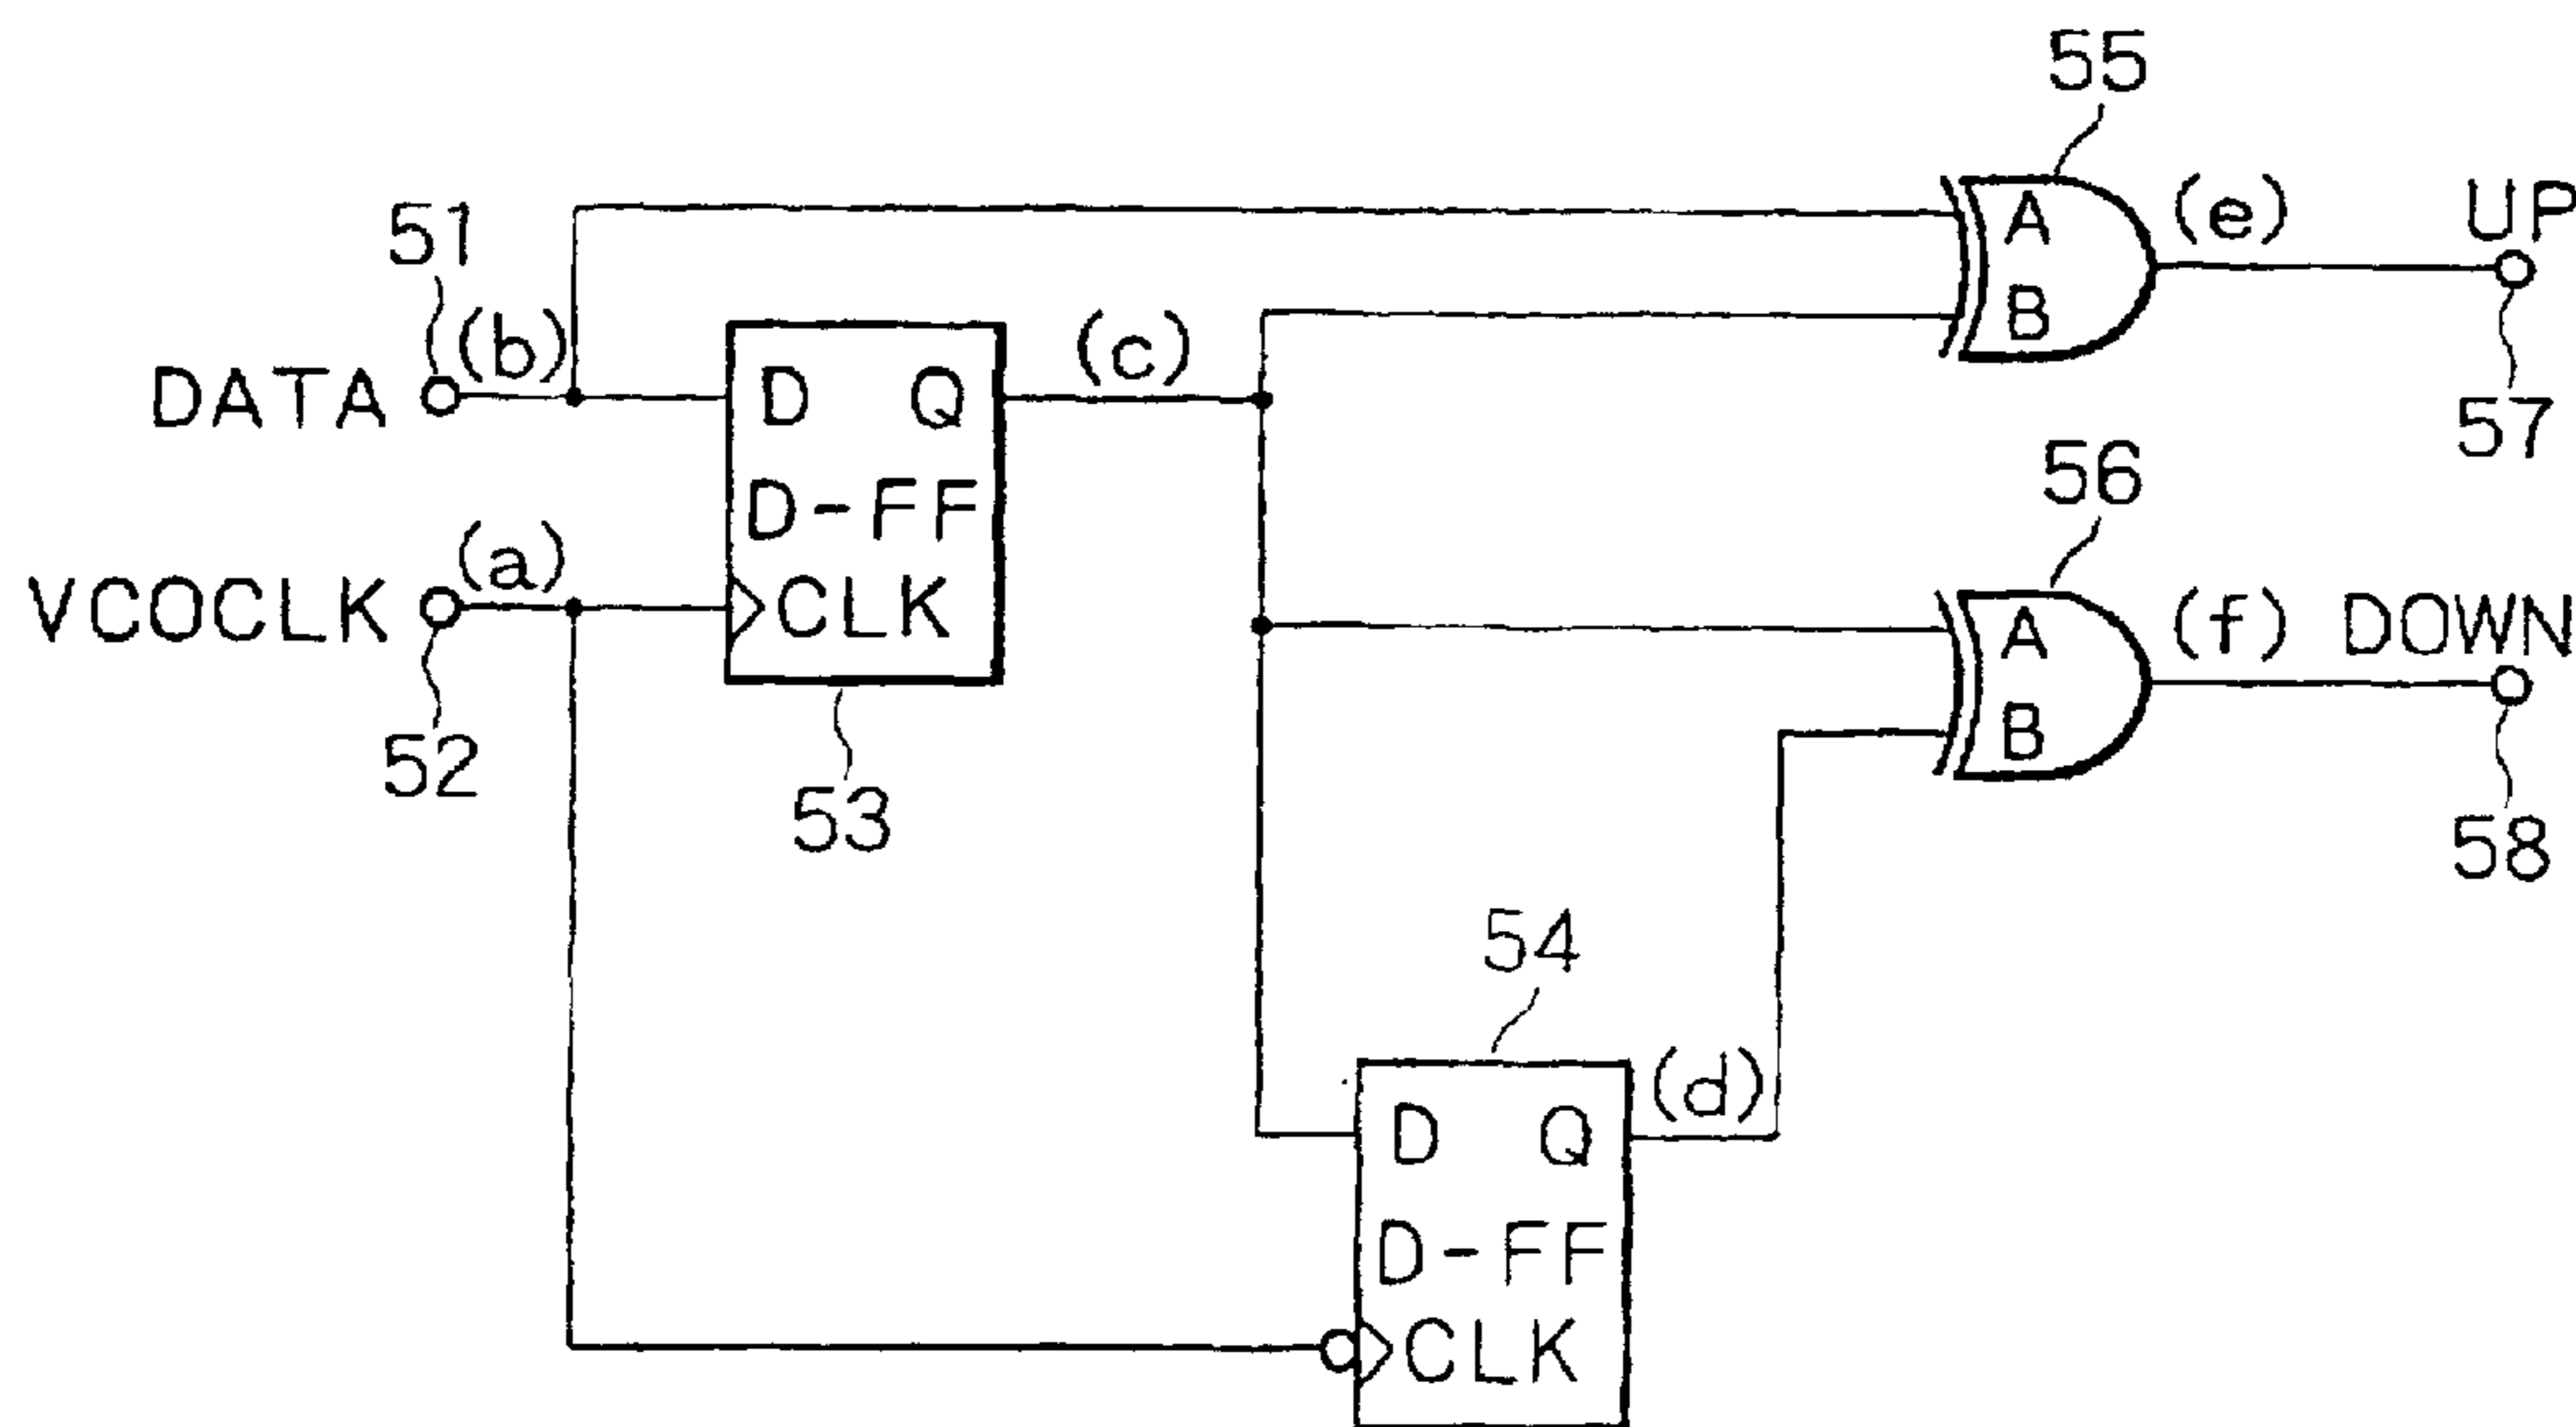 55
A
B
(e)
UP
57
51
(b)
DATA
D Q
D-FF
CLK
53
(c)
(a)
VCOCLK
52
56
A
B
(f)
DOWN
58
54
D Q
D-FF
CLK
(d)